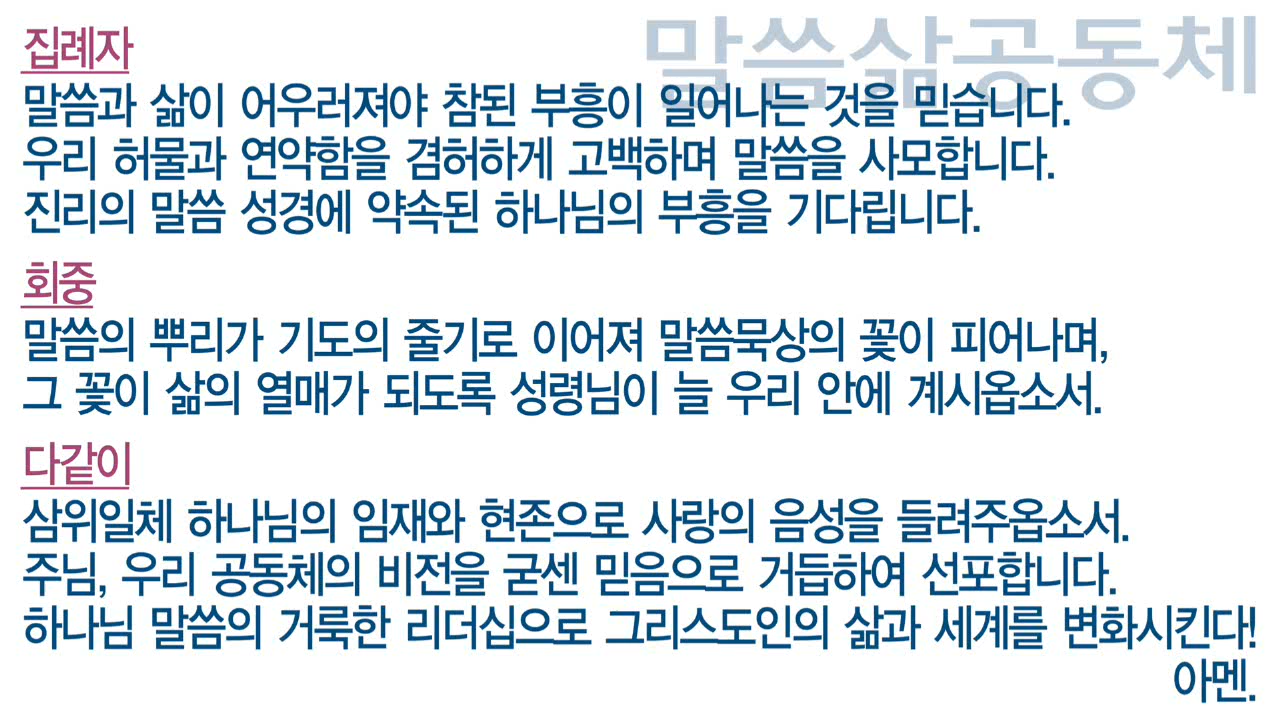 말씀삶공동체
집례자
말씀과 삶이 어우러져야 참된 부흥이 일어나는 것을 믿습니다.
우리 허물과 연약함을 겸허하게 고백하며 말씀을 사모합니다.
진리의 말씀 성경에 약속된 하나님의 부흥을 기다립니다.
회중
말씀의 뿌리가 기도의 줄기로 이어져 말씀묵상의 꽃이 피어나며,
그 꽃이 삶의 열매가 되도록 성령님이 늘 우리 안에 계시옵소서.
다같이
삼위일체 하나님의 임재와 현존으로 사랑의 음성을 들려주옵소서.
주님, 우리 공동체의 비전을 굳센 믿음으로 거듭하여 선포합니다.
하나님 말씀의 거룩한 리더십으로 그리스도인의 삶과 세계를 변화시킨다!
아멘.